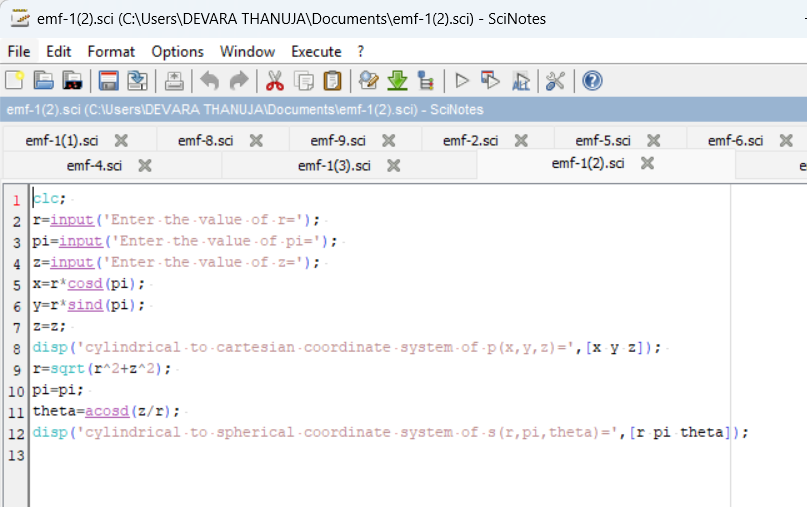 emf-1(2).sci (C:\Users\DEVARA THANUJA\Documents\emf-1(2).sci) - SciNotes
File Edit Format Options Window Execute ?
emf-1(2).sci (C:\Users\DEVARA THANUJA\Documents\emf-1(2).sci) - SciNotes
emf-1(1).sci emf-8.sci emf-9.sci emf-2.sci emf-5.sci emf-6.sci
emf-4.sci emf-1(3).sci emf-1(2).sci e
1 clc;
2 r=input('Enter the value of r=');
3 pi=input('Enter the value of pi=');
4 z=input('Enter the value of z=');
5 x=r*cosd(pi);
6 y=r*sind(pi);
7 z=z;
8 disp('cylindrical to cartesian coordinate system of p(x,y,z)=',[x y z]);
9 r=sqrt(r^2+z^2);
10 pi=pi;
11 theta=acosd(z/r);
12 disp('cylindrical to spherical coordinate system of s(r,pi,theta)=',[r pi theta]);
13